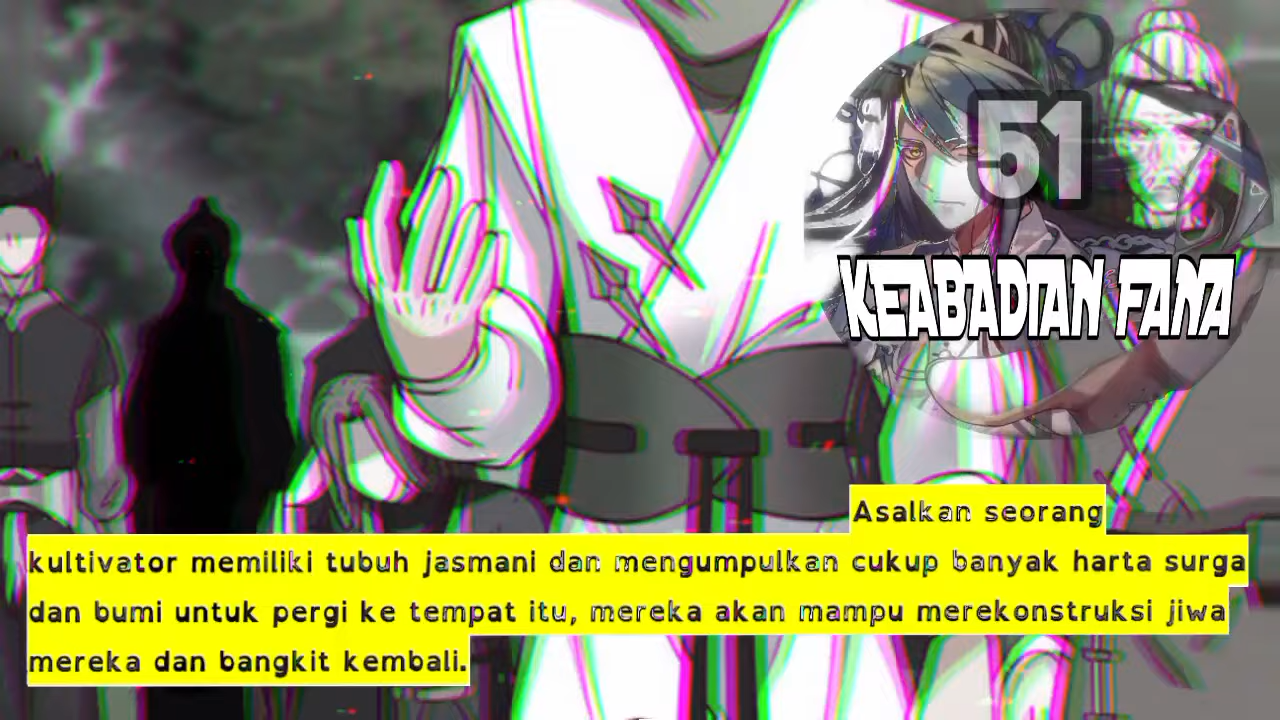 51
KEABADIAN FANA
Asalkan seorang
kultivator memiliki tubuh jasmani dan mengumpulkan cukup banyak harta surga
dan bumi untuk pergi ke tempat itu, mereka akan mampu merekonstruksi jiwa
mereka dan bangkit kembali.